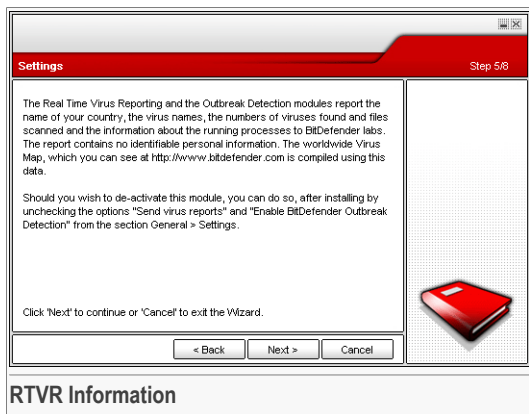 Settings
Step 5/8
The Real Time Virus Reporting and the Outbreak Detection modules report the
name of your country, the virus names, the numbers of viruses found and files
scanned and the information about the running processes to BitDefender labs.
The report contains no identifiable personal information. The worldwide Virus
Map, which you can see at http://www.bitdefender.com is compiled using this
data.
Should you wish to de-activate this module, you can do so, after installing by
unchecking the options "Send virus reports" and "Enable BitDefender Outbreak
Detection" from the section General > Settings.
Click 'Next' to continue or 'Cancel' to exit the Wizard.
< Back
Next >
Cancel
RTVR Information